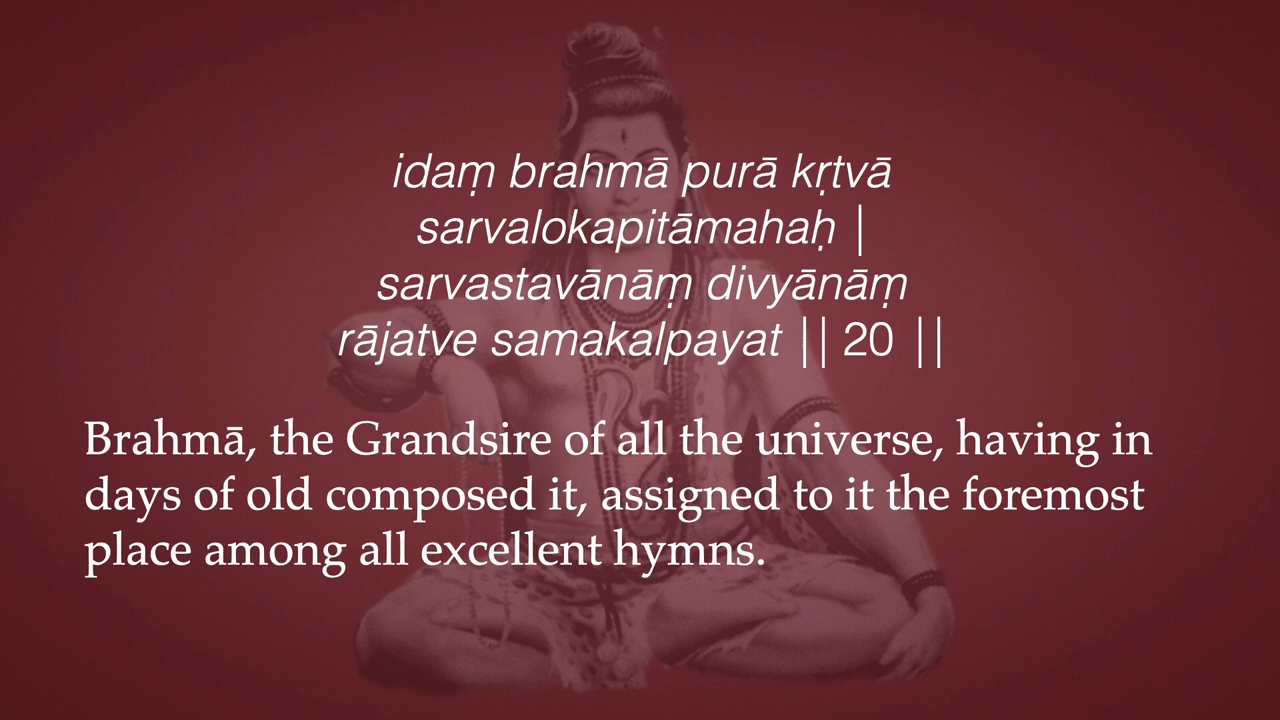 idaṃ brahmā purā kṛtvā
sarvalokapitāmahaḥ |
sarvastavānāṃ divyānāṃ
rājatve samakalpayat || 20 ||
Brahmā, the Grandsire of all the universe, having in
days of old composed it, assigned to it the foremost
place among all excellent hymns.